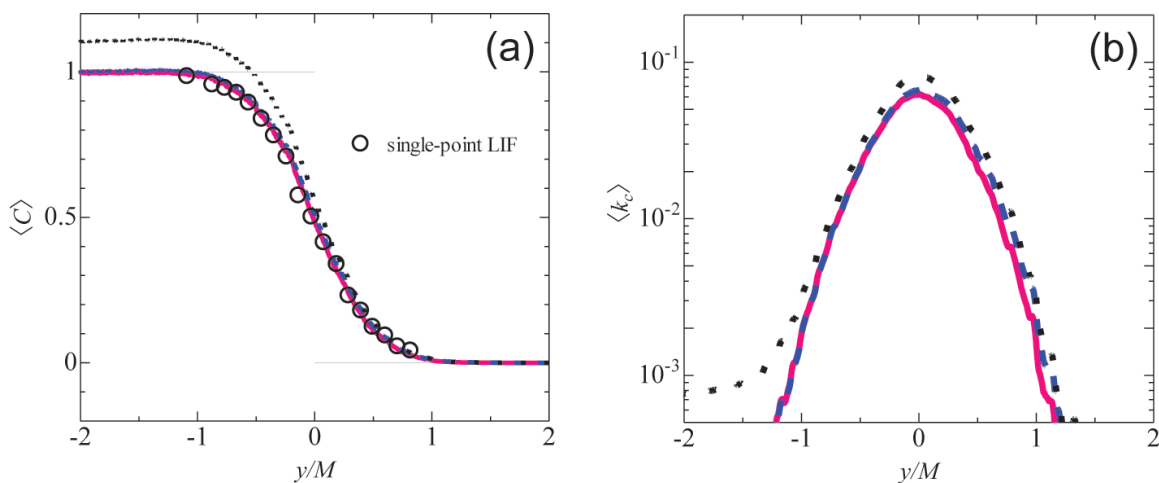 (a)
1
0.5
0
⟨C⟩
single-point LIF
-2 -1 0 1 2
y/M
(b)
10⁻¹
10⁻²
10⁻³
⟨k_c⟩
-2 -1 0 1 2
y/M